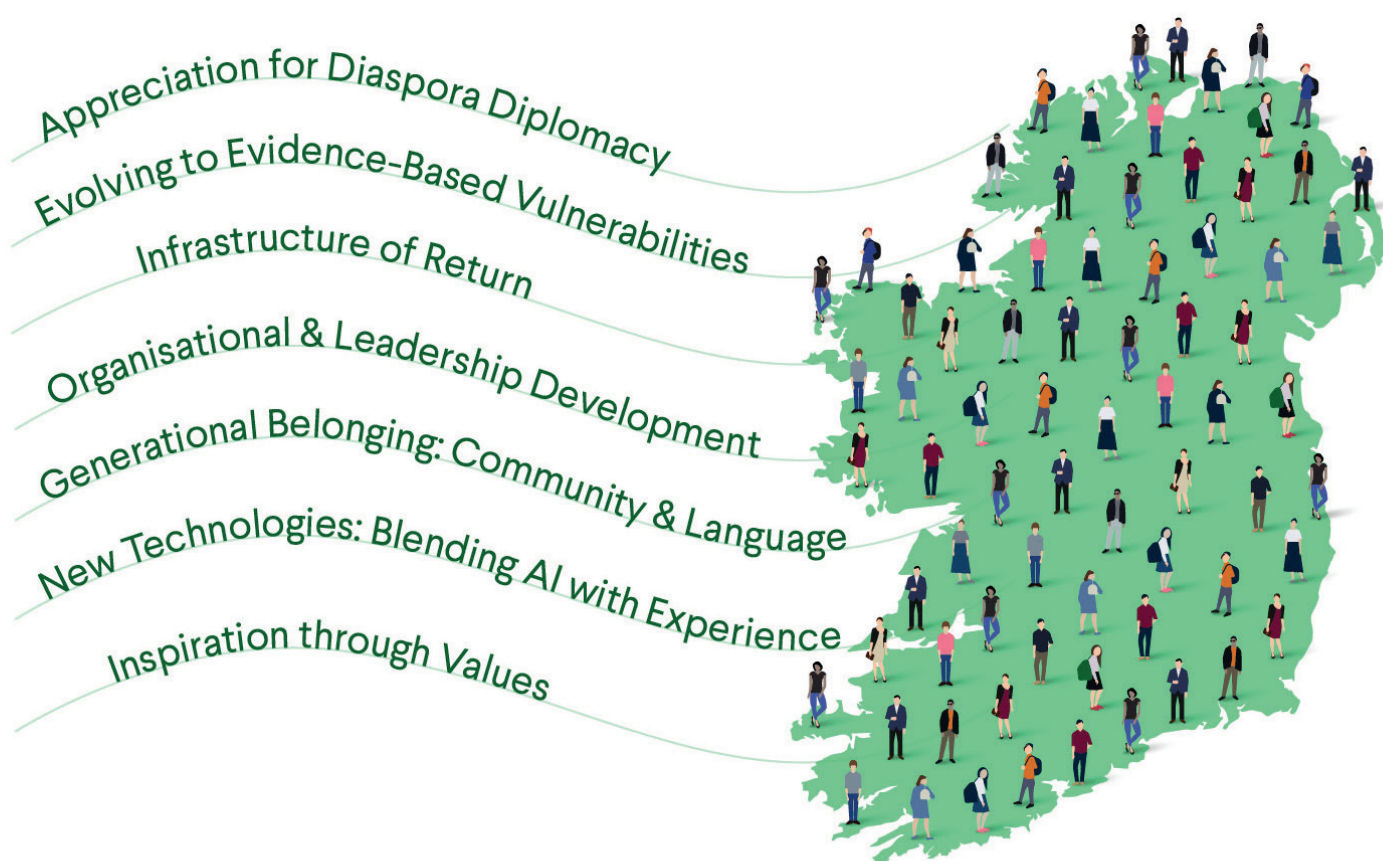 Appreciation for Diaspora Diplomacy
Evolving to Evidence-Based Vulnerabilities
Infrastructure of Return
Organisational & Leadership Development
Generational Belonging: Community & Language
New Technologies: Blending AI with Experience
Inspiration through Values